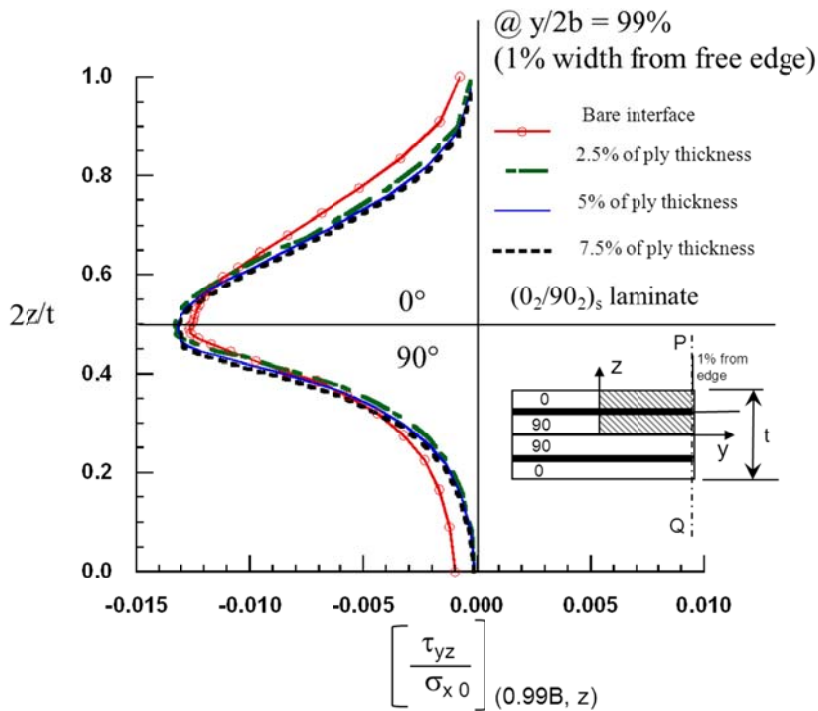 @ y/2b = 99%
(1% width from free edge)
Bare interface
2.5% of ply thickness
5% of ply thickness
7.5% of ply thickness
(0₂/90₂)ₛ laminate
1.0
0.8
0.6
0.4
0.2
0.0
2z/t
0°
90°
P
1% from
edge
z
0
90
90
0
y
t
Q
-0.015 -0.010 -0.005 0.000 0.005 0.010
[τyz / σx 0] (0.99B, z)